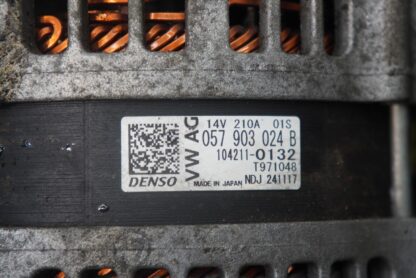 14V 210A 01S
VW AG
057 903 024 B
104211-0132
T971048
DENSO
MADE IN JAPAN NDJ 241117